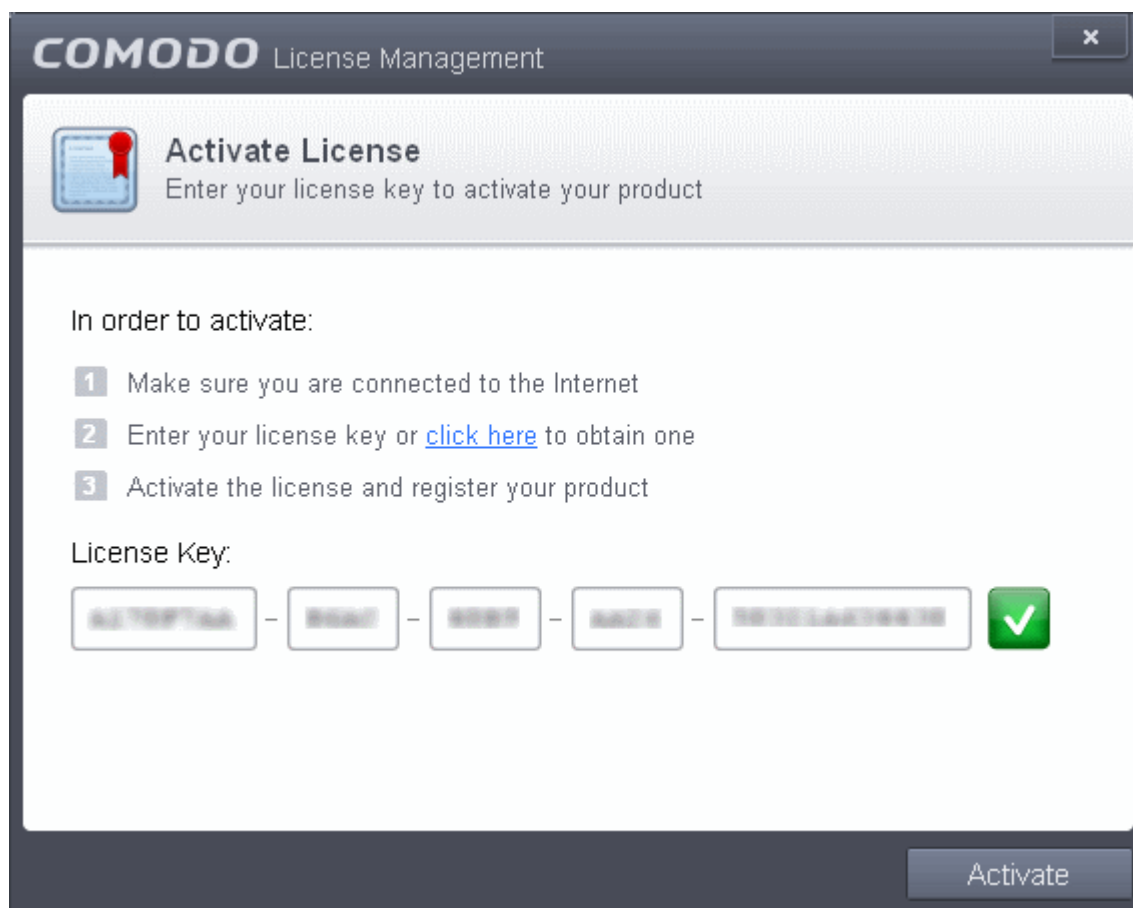 COMODO License Management
Activate License
Enter your license key to activate your product
In order to activate:
1 Make sure you are connected to the Internet
2 Enter your license key or click here to obtain one
3 Activate the license and register your product
License Key:
- - - -
Activate